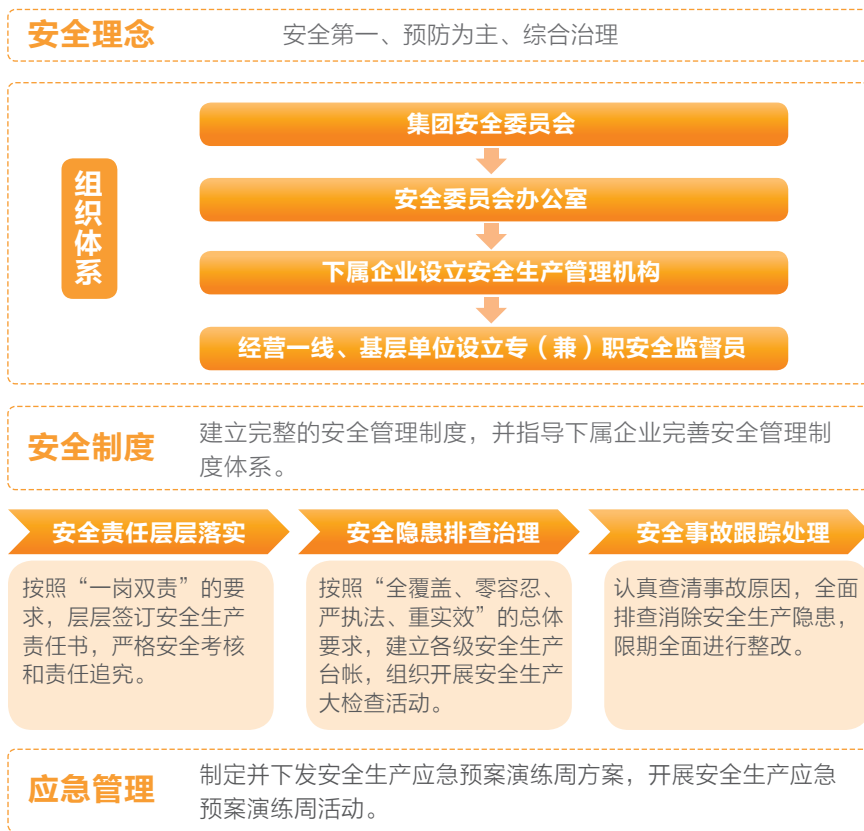 安全理念
安全第一、预防为主、综合治理
组织体系
集团安全委员会
安全委员会办公室
下属企业设立安全生产管理机构
经营一线、基层单位设立专（兼）职安全监督员
安全制度
建立完整的安全管理制度，并指导下属企业完善安全管理制
度体系。
安全责任层层落实
按照“一岗双责”的要
求，层层签订安全生产
责任书，严格安全考核
和责任追究。
安全隐患排查治理
按照“全覆盖、零容忍、
严执法、重实效”的总体
要求，建立各级安全生产
台帐，组织开展安全生产
大检查活动。
安全事故跟踪处理
认真查清事故原因，全面
排查消除安全生产隐患，
限期全面进行整改。
应急管理
制定并下发安全生产应急预案演练周方案，开展安全生产应急
预案演练周活动。